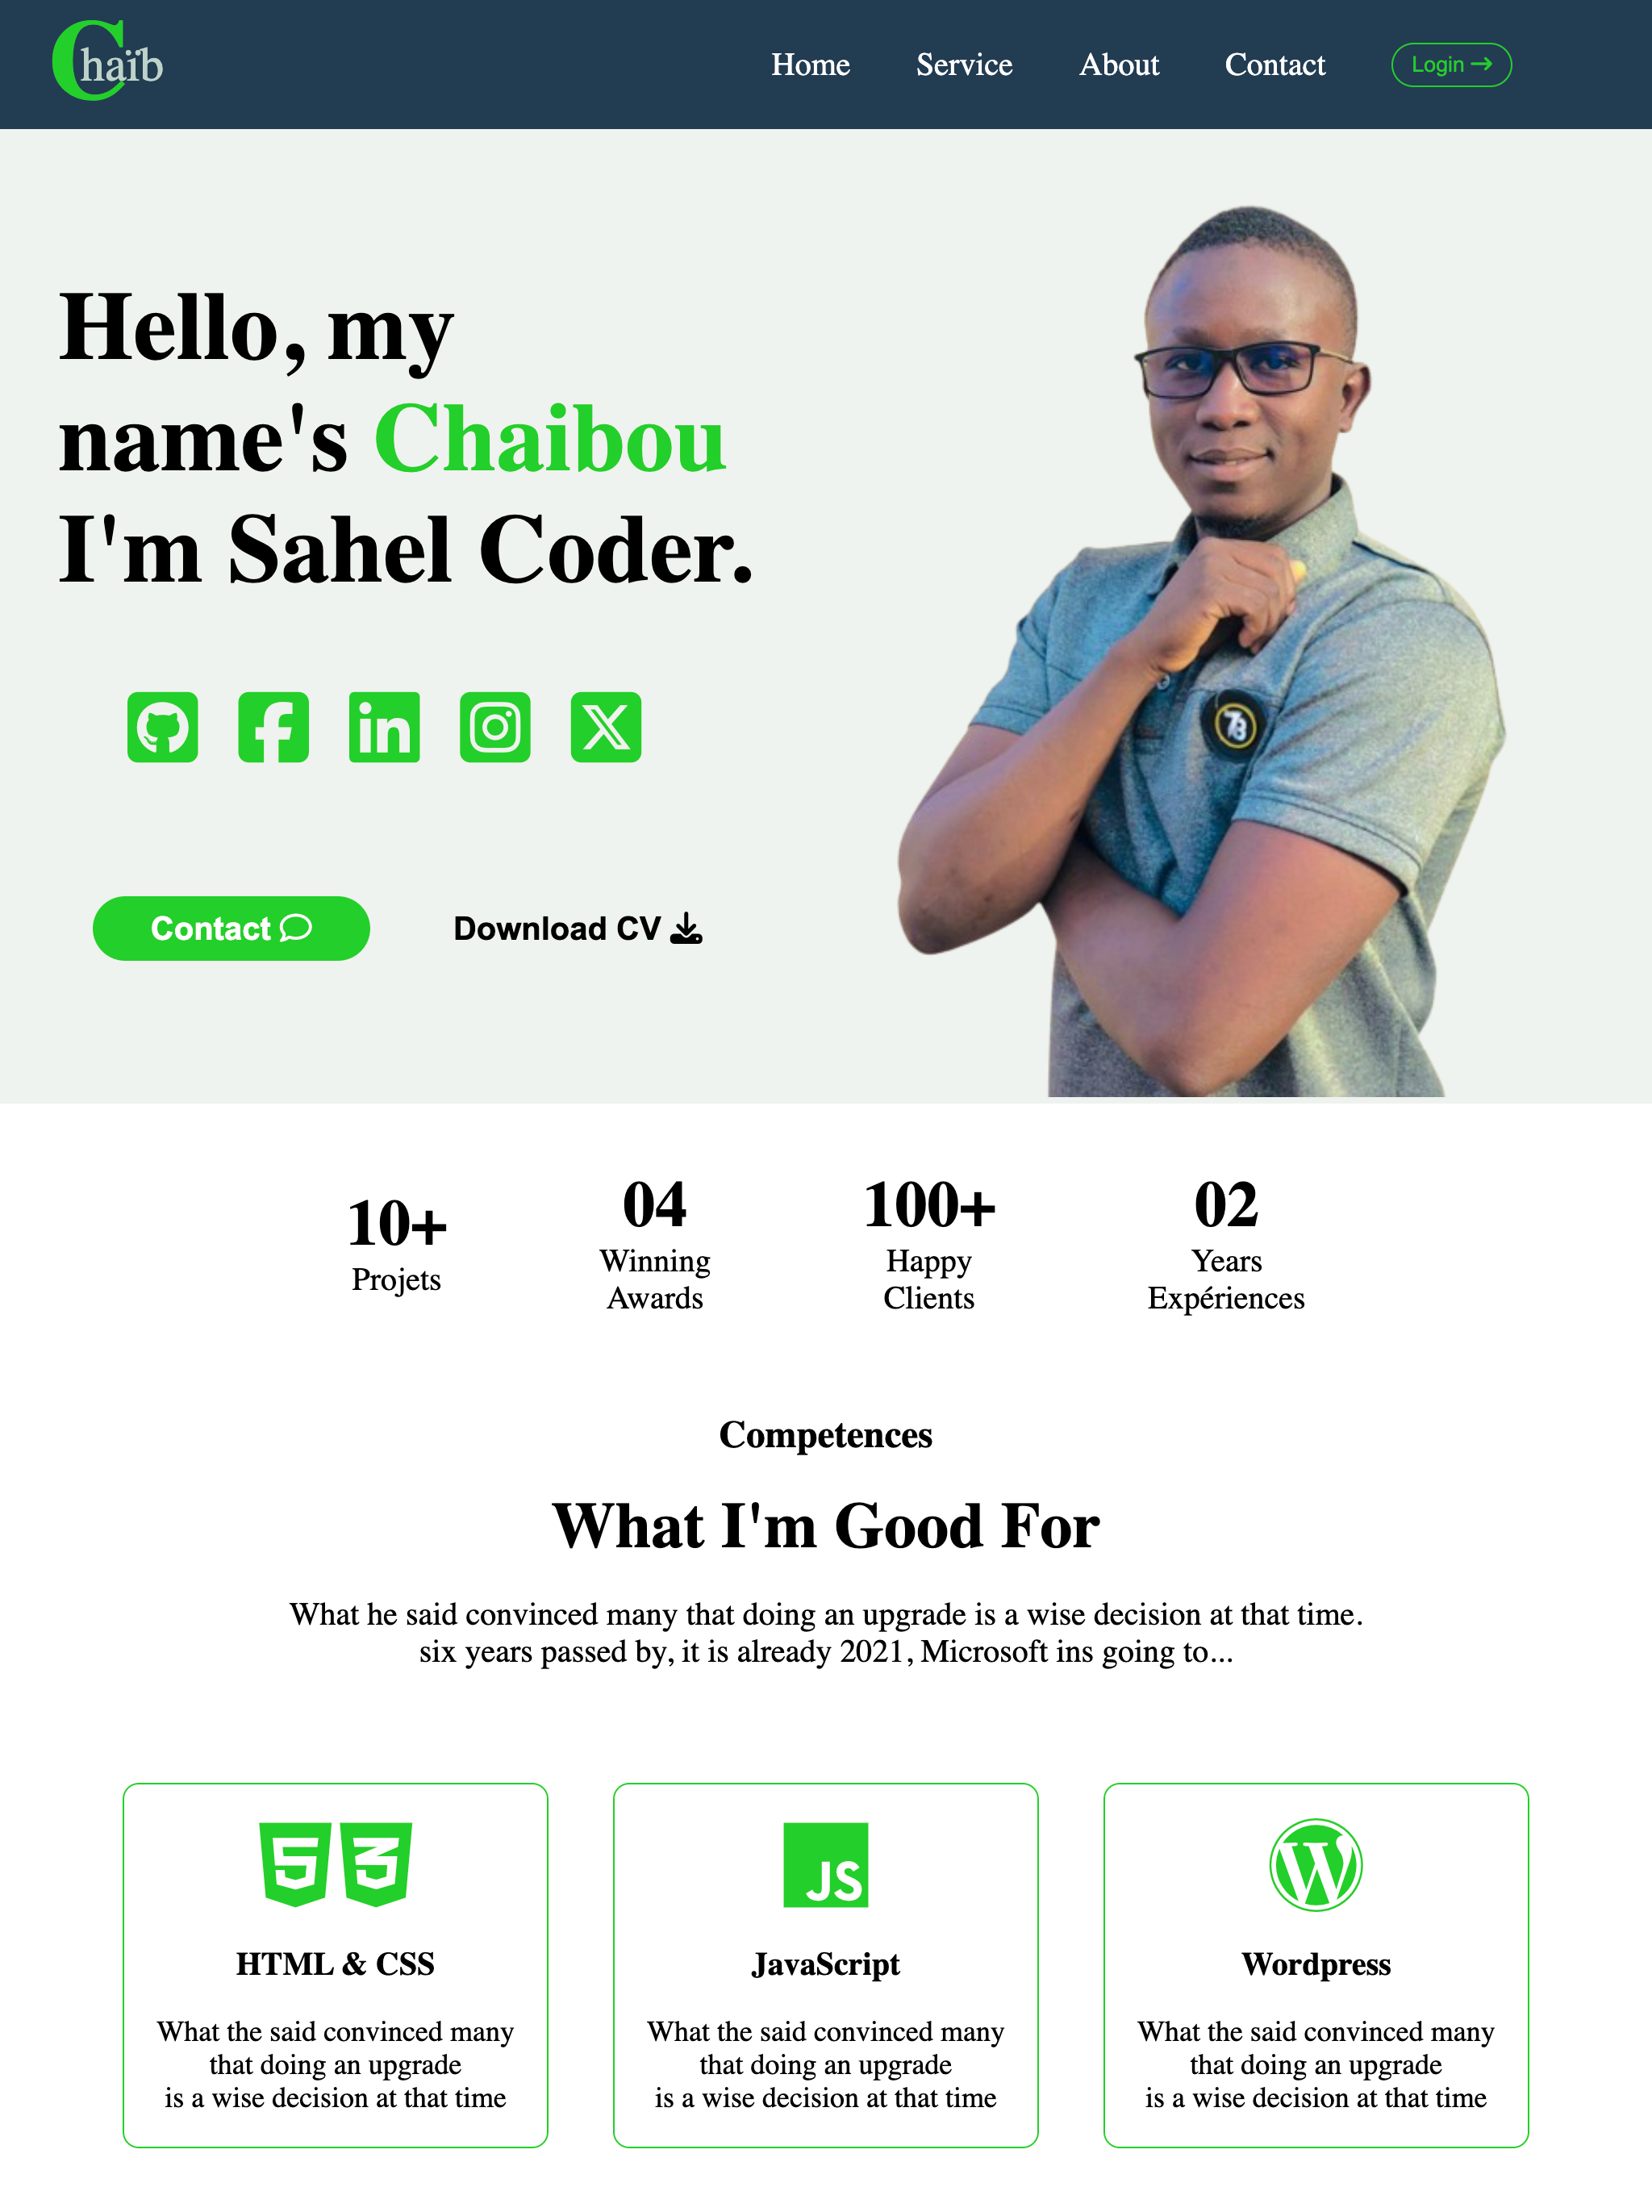 Chaïb
Home Service About Contact Login
Hello, my
name's Chaibou
I'm Sahel Coder.
in X
Contact
Download CV
10+
Projets
04
Winning
Awards
100+
Happy
Clients
02
Years
Expériences
Competences
What I'm Good For
What he said convinced many that doing an upgrade is a wise decision at that time.
six years passed by, it is already 2021, Microsoft ins going to...
5 3
HTML & CSS
What the said convinced many
that doing an upgrade
is a wise decision at that time
JS
JavaScript
What the said convinced many
that doing an upgrade
is a wise decision at that time
W
Wordpress
What the said convinced many
that doing an upgrade
is a wise decision at that time